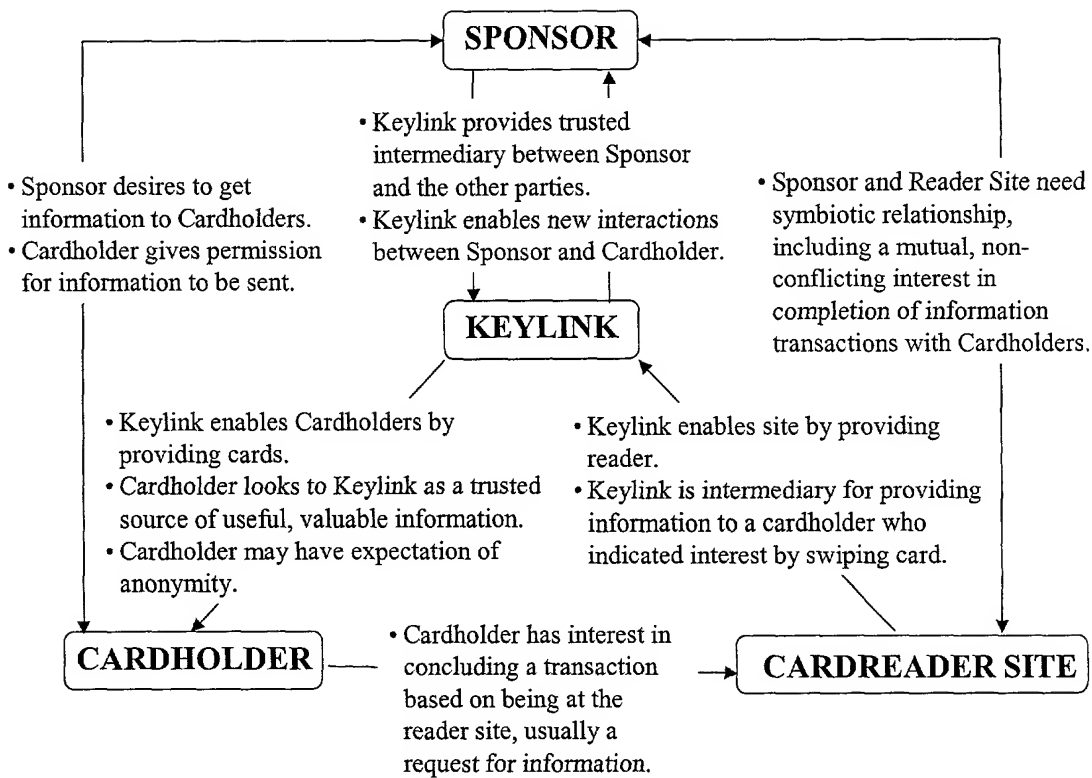 SPONSOR
• Keylink provides trusted
intermediary between Sponsor
and the other parties.
• Keylink enables new interactions
between Sponsor and Cardholder.
• Sponsor desires to get
information to Cardholders.
• Cardholder gives permission
for information to be sent.
• Sponsor and Reader Site need
symbiotic relationship,
including a mutual, non-
conflicting interest in
completion of information
transactions with Cardholders.
KEYLINK
• Keylink enables Cardholders by
providing cards.
• Cardholder looks to Keylink as a trusted
source of useful, valuable information.
• Cardholder may have expectation of
anonymity.
• Keylink enables site by providing
reader.
• Keylink is intermediary for providing
information to a cardholder who
indicated interest by swiping card.
CARDHOLDER
• Cardholder has interest in
concluding a transaction
based on being at the
reader site, usually a
request for information.
CARDREADER SITE